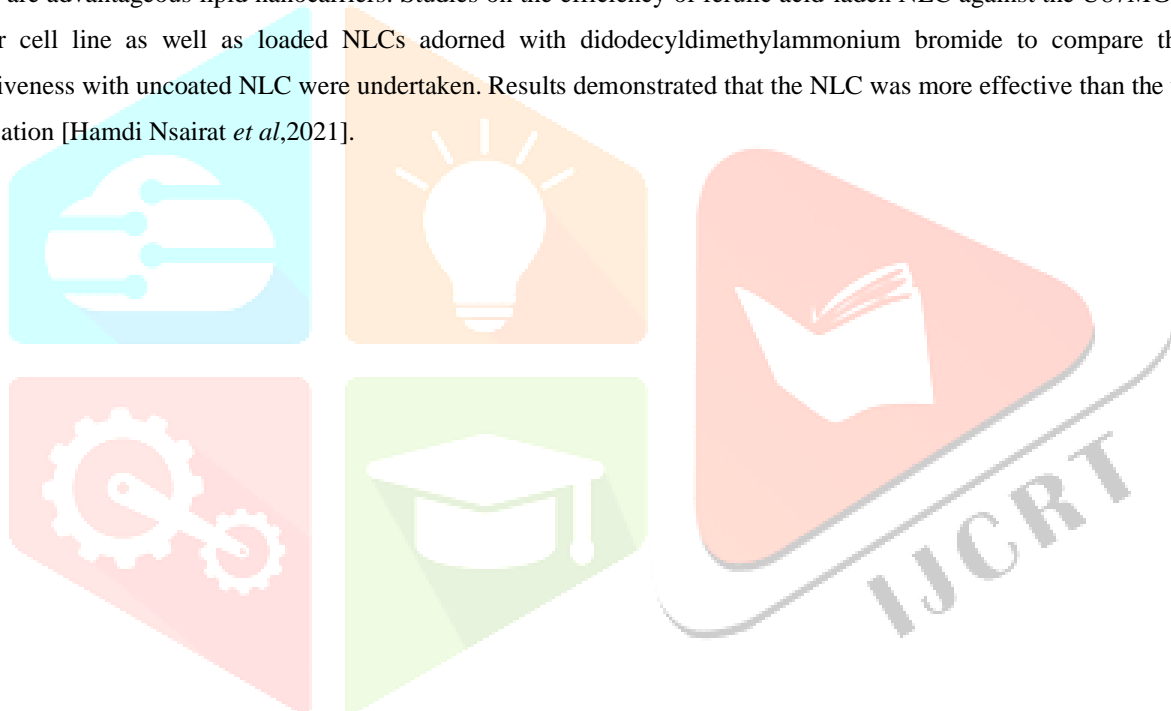 are advantageous lipid nanocarriers. Studies on the efficiency of ferulic acid-laden NLC against the U87MG
r cell line as well as loaded NLCs adorned with didodecyldimethylammonium bromide to compare th
iveness with uncoated NLC were undertaken. Results demonstrated that the NLC was more effective than the
ation [Hamdi Nsairat et al,2021].
IJCRT